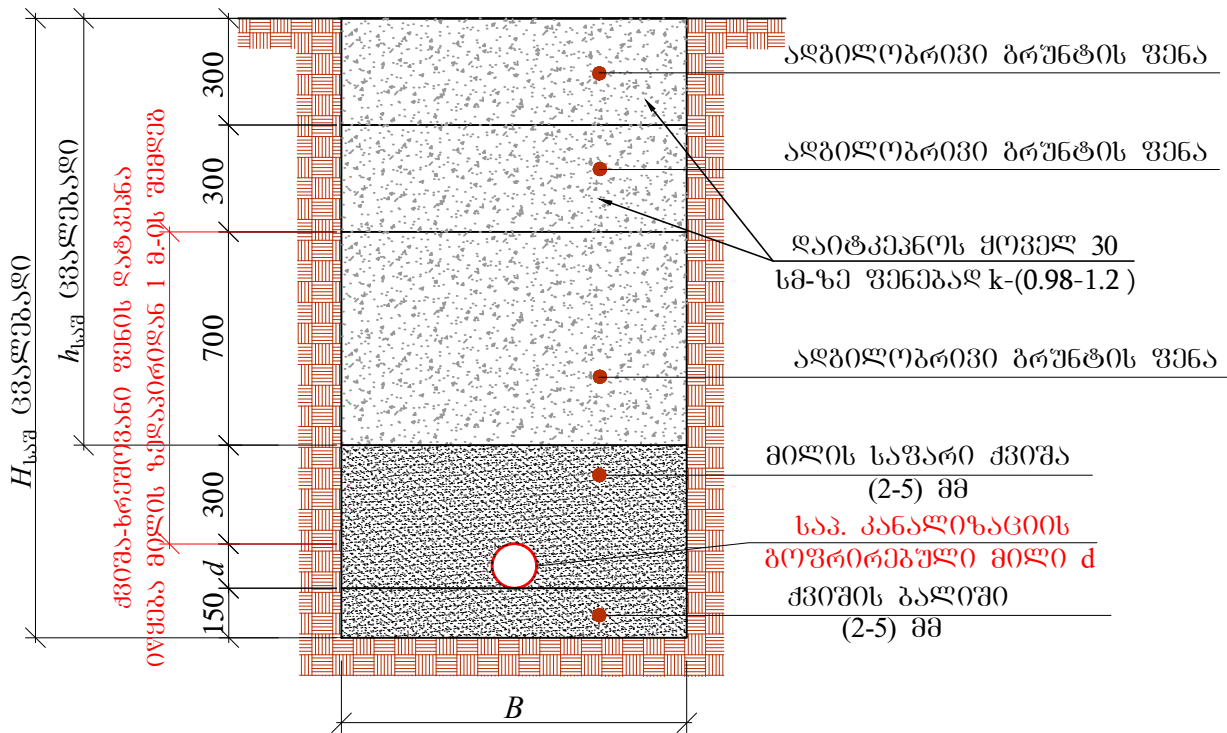 ადგილობრივი გრუნტის ფენა
ადგილობრივი გრუნტის ფენა
დაიტკეპნოს ყოველ 30
სმ-ზე ფენებად k-(0.98-1.2 )
ადგილობრივი გრუნტის ფენა
მილის საფარი ქვიშა
(2-5) მმ
საპ. კანალიზაციის
გოფრირებული მილი d
ქვიშის ბალიში
(2-5) მმ
Hსაშ ცვალებადი
hსაშ ცვალებადი
ქვიშა-ხრეშოვანი ფენის დატკეპნა
იწყება მილის ზედაპირიდან 1 მ.-ის შემდეგ
300
300
700
300
d
150
B